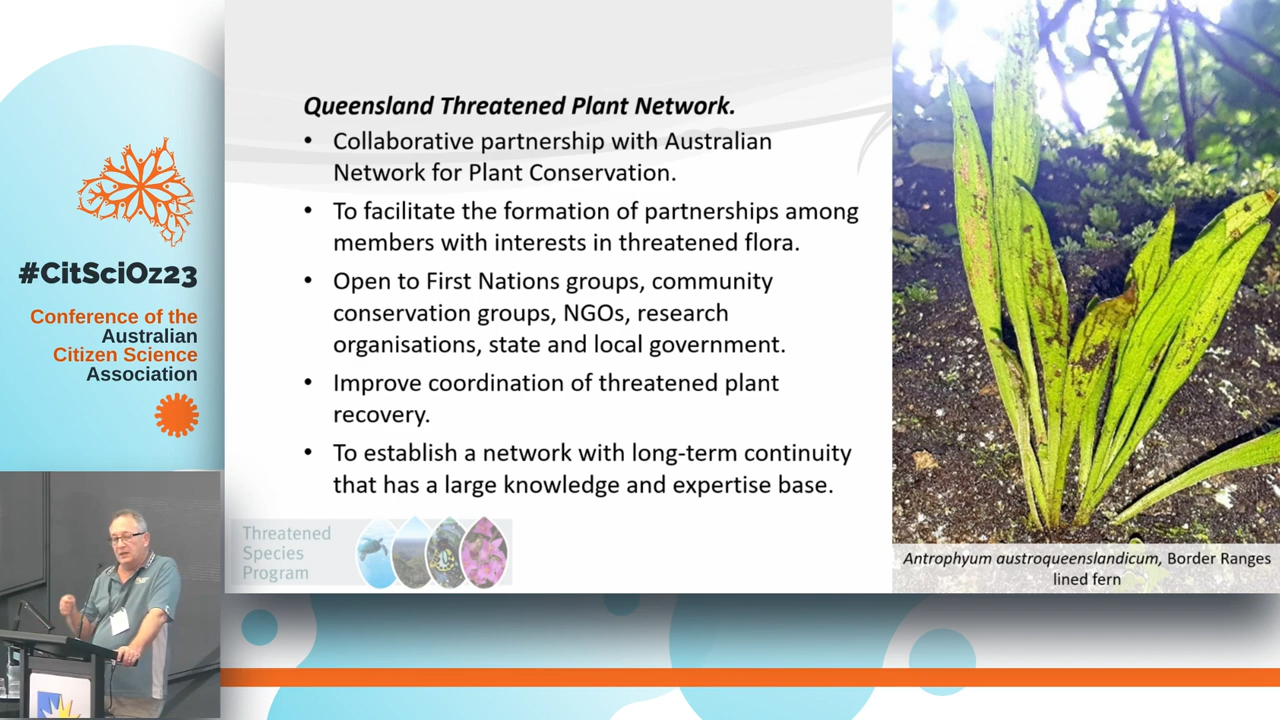 #CitSciOz23
Conference of the
Australian
Citizen Science
Association
Queensland Threatened Plant Network.
• Collaborative partnership with Australian
Network for Plant Conservation.
• To facilitate the formation of partnerships among
members with interests in threatened flora.
• Open to First Nations groups, community
conservation groups, NGOs, research
organisations, state and local government.
• Improve coordination of threatened plant
recovery.
• To establish a network with long-term continuity
that has a large knowledge and expertise base.
Threatened
Species
Program
Antrophyum austroqueenslandicum, Border Ranges
lined fern